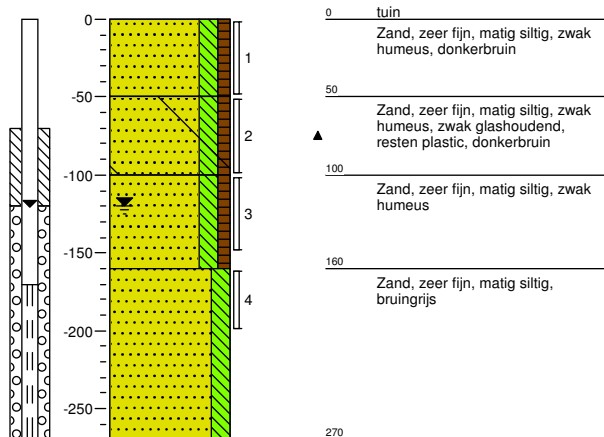 0
-50
-100
-150
-200
-250
1
2
3
4
0
tuin
Zand, zeer fijn, matig siltig, zwak
humeus, donkerbruin
50
Zand, zeer fijn, matig siltig, zwak
humeus, zwak glashoudend,
resten plastic, donkerbruin
100
Zand, zeer fijn, matig siltig, zwak
humeus
160
Zand, zeer fijn, matig siltig,
bruingrijs
270